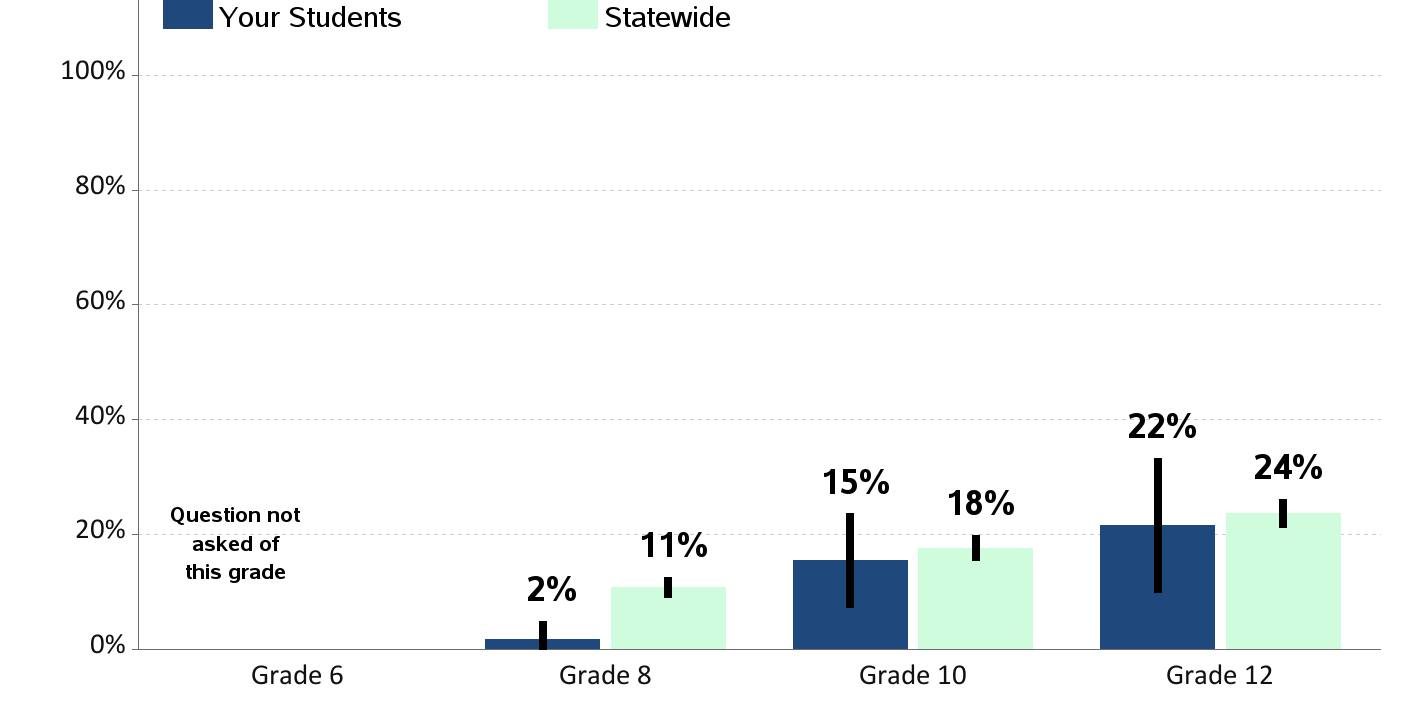 Your Students Statewide
100%
80%
60%
40%
20%
0%
Question not
asked of
this grade
2%
11%
15%
18%
22%
24%
Grade 6 Grade 8 Grade 10 Grade 12